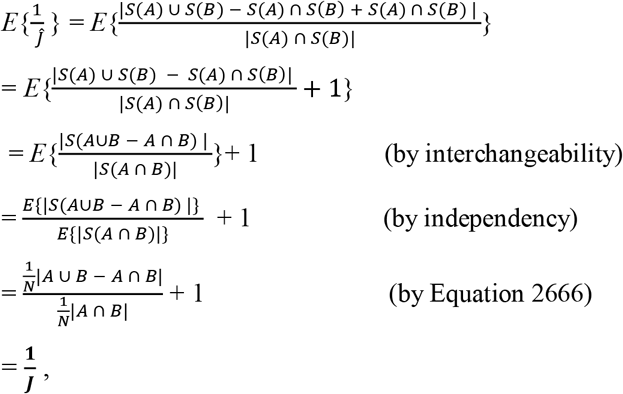 E{1/ĵ} = E{|S(A) ∪ S(B) − S(A) ∩ S(B) + S(A) ∩ S(B) | / |S(A) ∩ S(B)|}
= E{|S(A) ∪ S(B) − S(A) ∩ S(B)| / |S(A) ∩ S(B)| + 1}
= E{|S(A∪B − A ∩ B) | / |S(A ∩ B)|}+ 1 (by interchangeability)
= E{|S(A∪B − A ∩ B) |} / E{|S(A ∩ B)|} + 1 (by independency)
= 1/N |A ∪ B − A ∩ B| / 1/N |A ∩ B| + 1 (by Equation 2666)
= 1/J ,